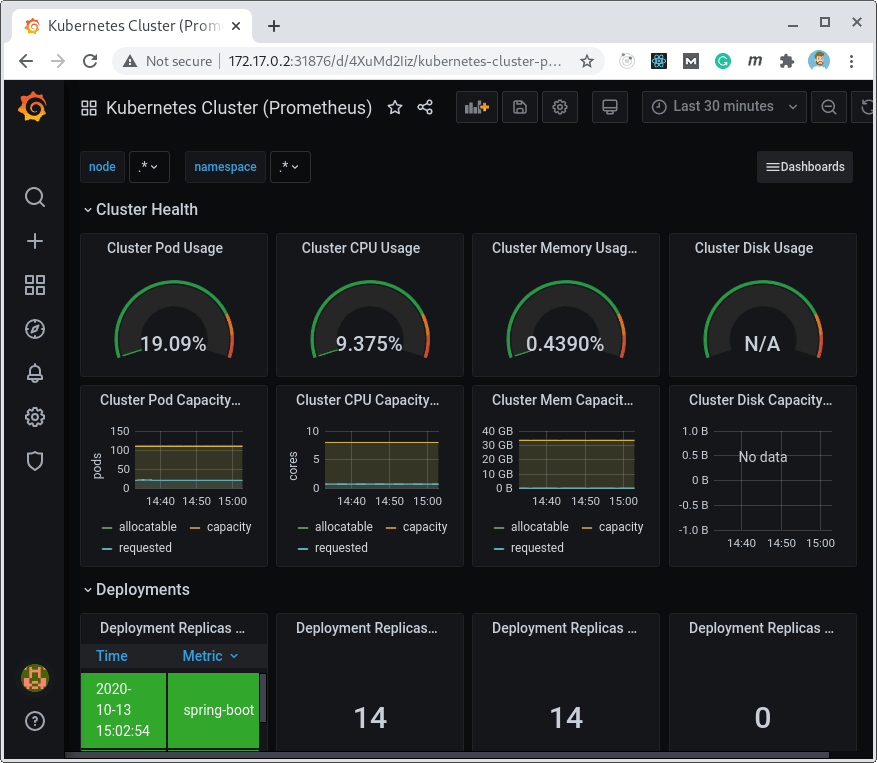 Kubernetes Cluster (Prom
Not secure | 172.17.0.2:31876/d/4XuMd2Iiz/kubernetes-cluster-p...
M m
Kubernetes Cluster (Prometheus)
Last 30 minutes
node .* namespace .* Dashboards
Cluster Health
Cluster Pod Usage
19.09%
Cluster CPU Usage
9.375%
Cluster Memory Usag...
0.4390%
Cluster Disk Usage
N/A
Cluster Pod Capacity...
150
100
50
0
pods
14:40 14:50 15:00
allocatable capacity
requested
Cluster CPU Capacity...
10
5
0
cores
14:40 14:50 15:00
allocatable capacity
requested
Cluster Mem Capacit...
40 GB
30 GB
20 GB
10 GB
0 B
14:40 14:50 15:00
allocatable capacity
requested
Cluster Disk Capacity...
1.0 B
0.5 B
0 B
-0.5 B
-1.0 B
No data
14:40 14:50 15:00
Deployments
Deployment Replicas ...
Time Metric
2020-
10-13
15:02:54
spring-boot
Deployment Replicas...
14
Deployment Replicas ...
14
Deployment Replicas ...
0